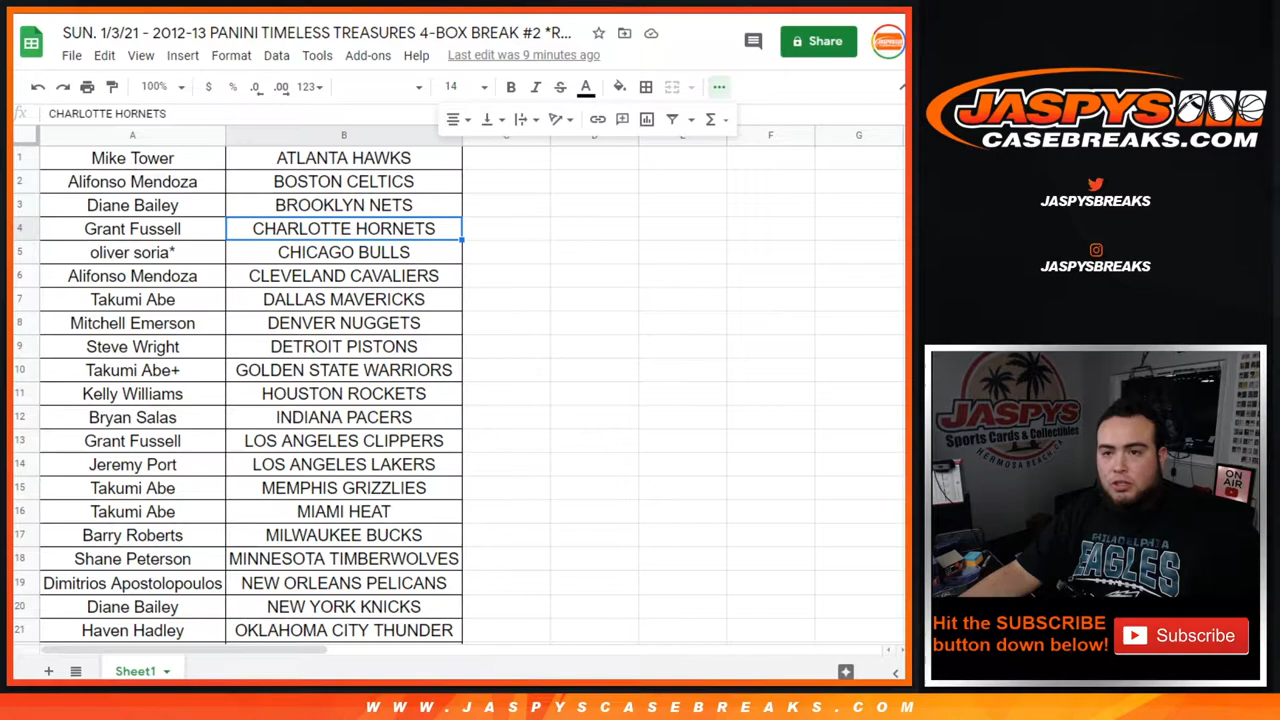 SUN. 1/3/21 - 2012-13 PANINI TIMELESS TREASURES 4-BOX BREAK #2 *R...
File Edit View Insert Format Data Tools Add-ons Help Last edit was 9 minutes ago
Share
100% $ % .0 .00 123 14 B I S A
fx CHARLOTTE HORNETS
A B F G
1 Mike Tower ATLANTA HAWKS
2 Alifonso Mendoza BOSTON CELTICS
3 Diane Bailey BROOKLYN NETS
4 Grant Fussell CHARLOTTE HORNETS
5 oliver soria* CHICAGO BULLS
6 Alifonso Mendoza CLEVELAND CAVALIERS
7 Takumi Abe DALLAS MAVERICKS
8 Mitchell Emerson DENVER NUGGETS
9 Steve Wright DETROIT PISTONS
10 Takumi Abe+ GOLDEN STATE WARRIORS
11 Kelly Williams HOUSTON ROCKETS
12 Bryan Salas INDIANA PACERS
13 Grant Fussell LOS ANGELES CLIPPERS
14 Jeremy Port LOS ANGELES LAKERS
15 Takumi Abe MEMPHIS GRIZZLIES
16 Takumi Abe MIAMI HEAT
17 Barry Roberts MILWAUKEE BUCKS
18 Shane Peterson MINNESOTA TIMBERWOLVES
19 Dimitrios Apostolopoulos NEW ORLEANS PELICANS
20 Diane Bailey NEW YORK KNICKS
21 Haven Hadley OKLAHOMA CITY THUNDER
Sheet1
JASPYS
CASEBREAKS.COM
JASPYSBREAKS
JASPYSBREAKS
JASPYS
Sports Cards & Collectibles
HERMOSA BEACH, CA
ON AIR
PHILADELPHIA
EAGLES
Hit the SUBSCRIBE
button down below!
Subscribe
WWW.JASPYSCASEBREAKS.COM